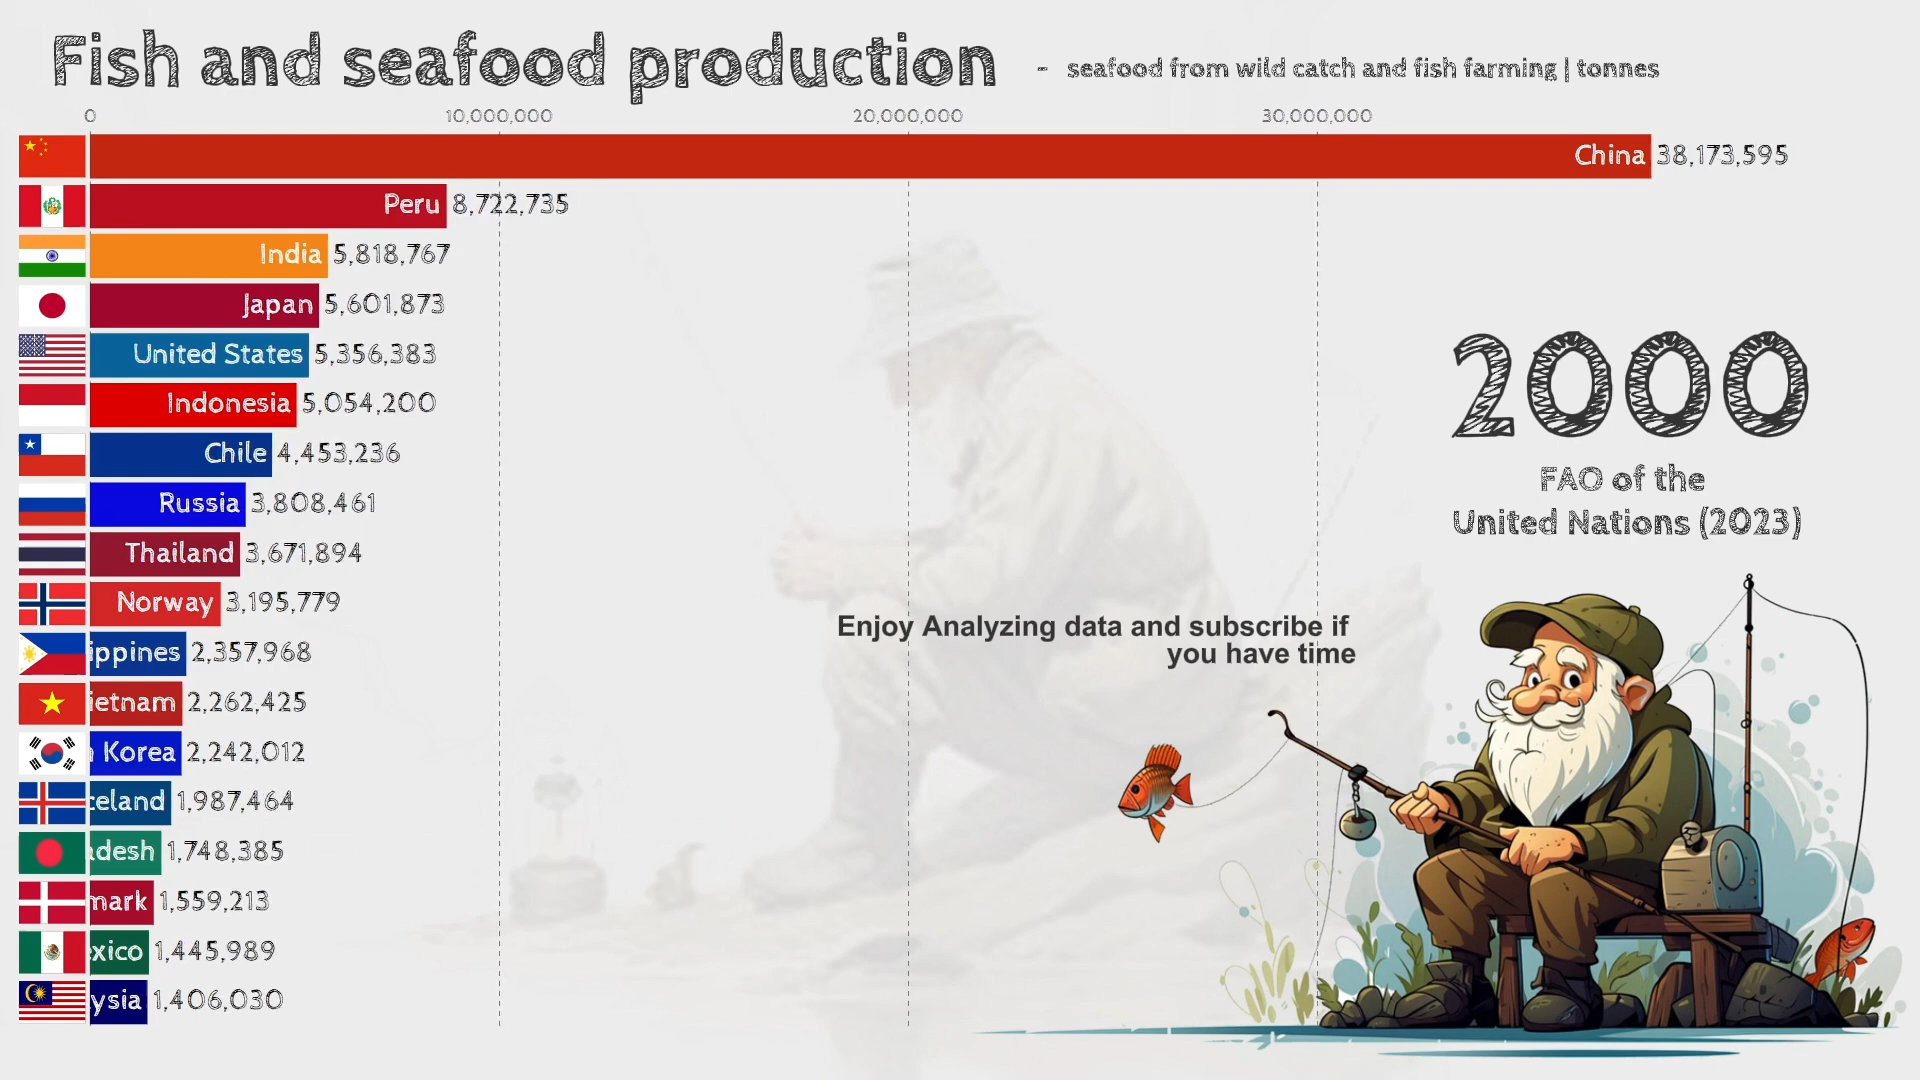 Fish and seafood production - seafood from wild catch and fish farming | tonnes
0 10,000,000 20,000,000 30,000,000
China 38,173,595
Peru 8,722,735
India 5,818,767
Japan 5,601,873
United States 5,356,383
Indonesia 5,054,200
Chile 4,453,236
Russia 3,808,461
Thailand 3,671,894
Norway 3,195,779
ippines 2,357,968
ietnam 2,262,425
Korea 2,242,012
celand 1,987,464
adesh 1,748,385
mark 1,559,213
xico 1,445,989
ysia 1,406,030
2000
FAO of the
United Nations (2023)
Enjoy Analyzing data and subscribe if
you have time